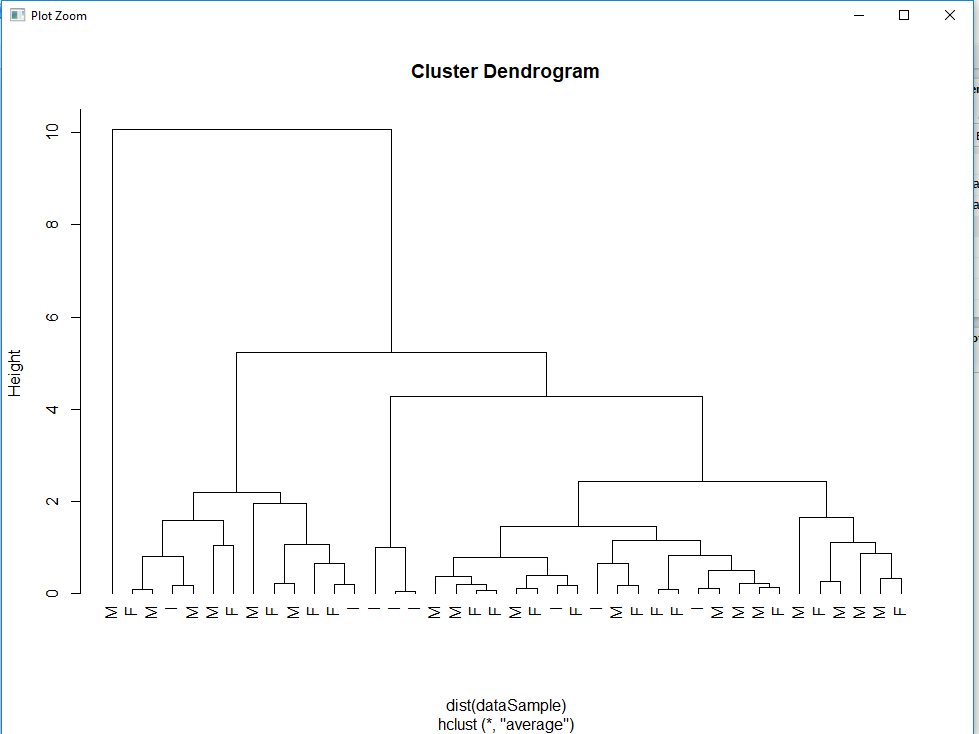 Plot Zoom
Cluster Dendrogram
10
8
6
4
2
0
Height
M F M I M M F M F M F F I I I I M M F F M F I F I M F F F I M M M F M F M M M F
dist(dataSample)
hclust (*, "average")